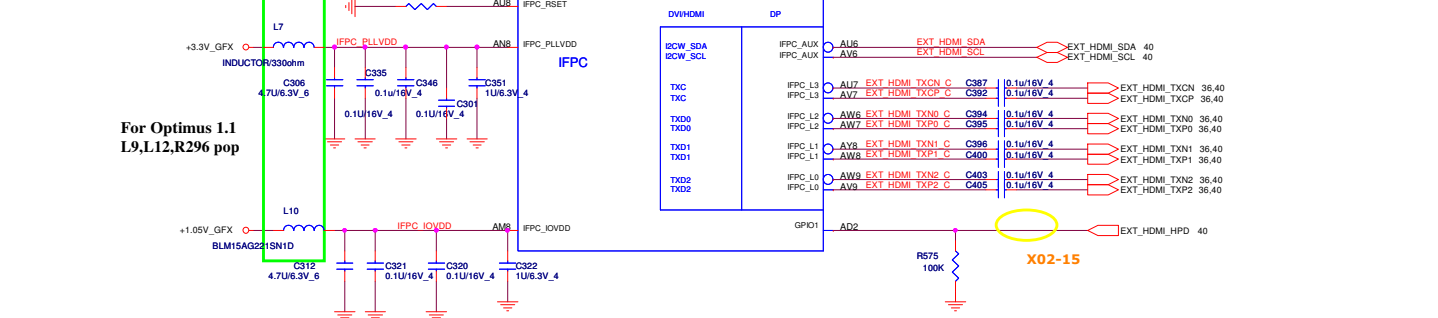 AU8 IFPC_RSET
L7
+3.3V_GFX
IFPC_PLLVDD
AN8 IFPC_PLLVDD
INDUCTOR/330ohm
IFPC
C306
4.7U/6.3V_6
C335
0.1U/16V_4
C346
0.1u/16V_4
C301
0.1U/16V_4
C351
1U/6.3V_4
For Optimus 1.1
L9,L12,R296 pop
L10
+1.05V_GFX
IFPC_IOVDD
AM8 IFPC_IOVDD
BLM15AG221SN1D
C312
4.7U/6.3V_6
C321
0.1U/16V_4
C320
0.1U/16V_4
C322
1U/6.3V_4
DVI/HDMI DP
I2CW_SDA IFPC_AUX AU6 EXT_HDMI_SDA EXT_HDMI_SDA 40
I2CW_SCL IFPC_AUX AV6 EXT_HDMI_SCL EXT_HDMI_SCL 40
TXC IFPC_L3 AU7 EXT_HDMI_TXCN_C C387 0.1u/16V_4 EXT_HDMI_TXCN 36,40
TXC IFPC_L3 AV7 EXT_HDMI_TXCP_C C392 0.1u/16V_4 EXT_HDMI_TXCP 36,40
TXD0 IFPC_L2 AW6 EXT_HDMI_TXN0_C C394 0.1u/16V_4 EXT_HDMI_TXN0 36,40
TXD0 IFPC_L2 AW7 EXT_HDMI_TXP0_C C395 0.1u/16V_4 EXT_HDMI_TXP0 36,40
TXD1 IFPC_L1 AY8 EXT_HDMI_TXN1_C C396 0.1u/16V_4 EXT_HDMI_TXN1 36,40
TXD1 IFPC_L1 AW8 EXT_HDMI_TXP1_C C400 0.1u/16V_4 EXT_HDMI_TXP1 36,40
TXD2 IFPC_L0 AW9 EXT_HDMI_TXN2_C C403 0.1u/16V_4 EXT_HDMI_TXN2 36,40
TXD2 IFPC_L0 AV9 EXT_HDMI_TXP2_C C405 0.1u/16V_4 EXT_HDMI_TXP2 36,40
GPIO1 AD2 EXT_HDMI_HPD 40
R575
100K
X02-15